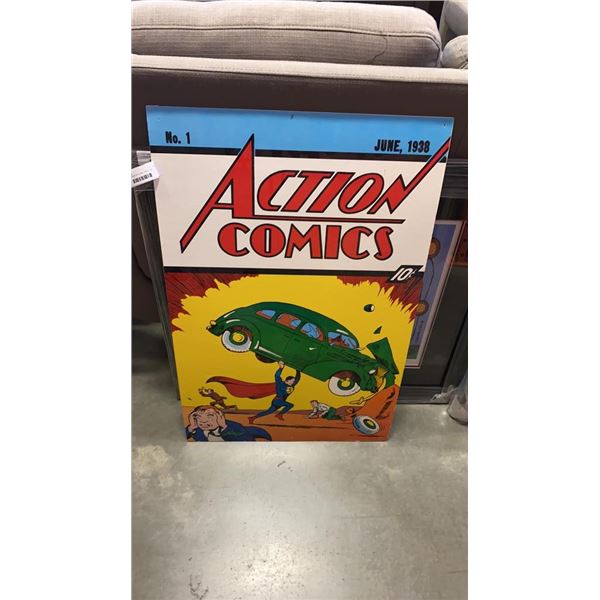 No. 1
JUNE, 1938
ACTION
COMICS
10¢